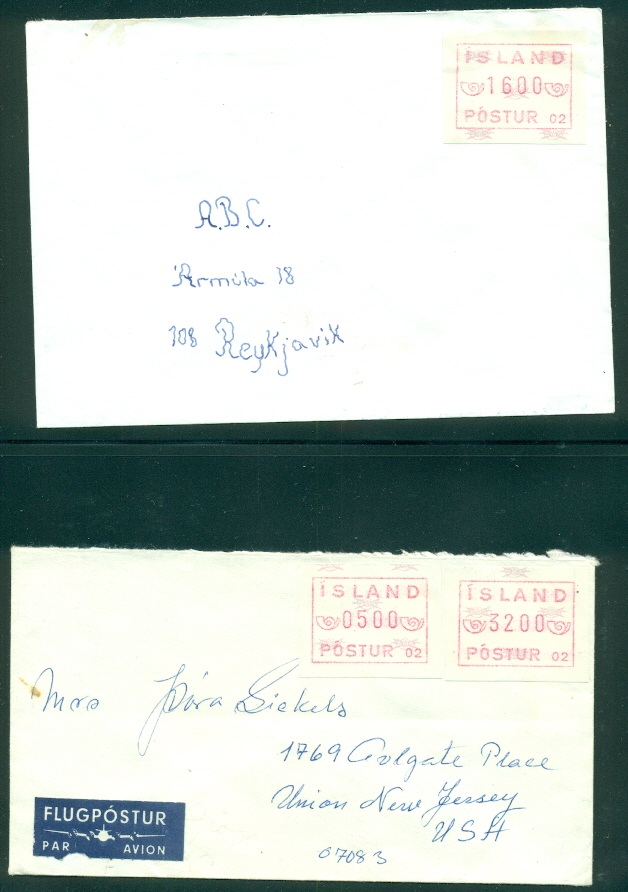 ÍSLAND
1600
PÓSTUR 02
A.B.C.
Ármúla 38
108 Reykjavik
ÍSLAND
0500
PÓSTUR 02
ÍSLAND
3200
PÓSTUR 02
Mrs Þóra Sickels
1769 Colgate Place
Union New Jersey
USA
07083
FLUGPÓSTUR
PAR AVION